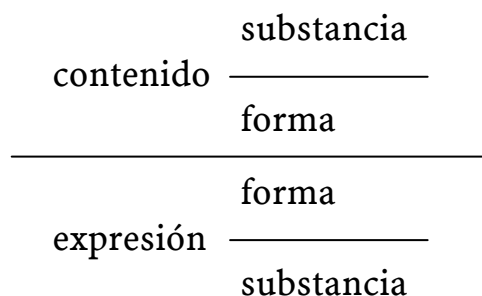 substancia
contenido
forma
forma
expresión
substancia